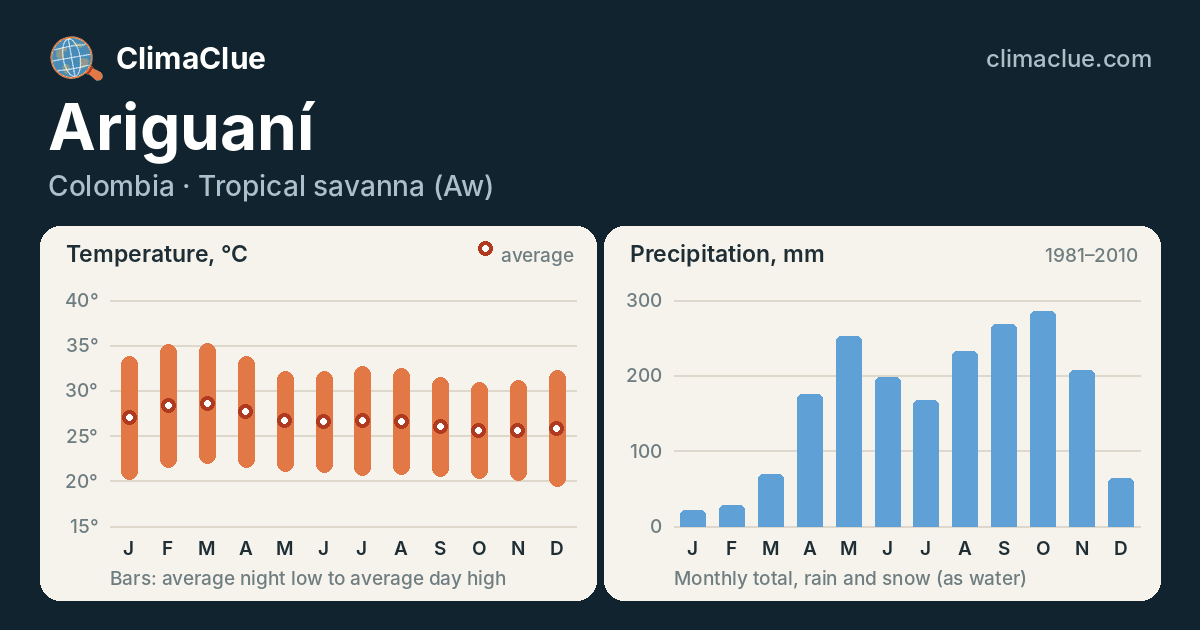 ClimaClue
climaclue.com
Ariguaní
Colombia · Tropical savanna (Aw)
Temperature, °C
average
40°
35°
30°
25°
20°
15°
J F M A M J J A S O N D
Bars: average night low to average day high
Precipitation, mm
1981–2010
300
200
100
0
J F M A M J J A S O N D
Monthly total, rain and snow (as water)